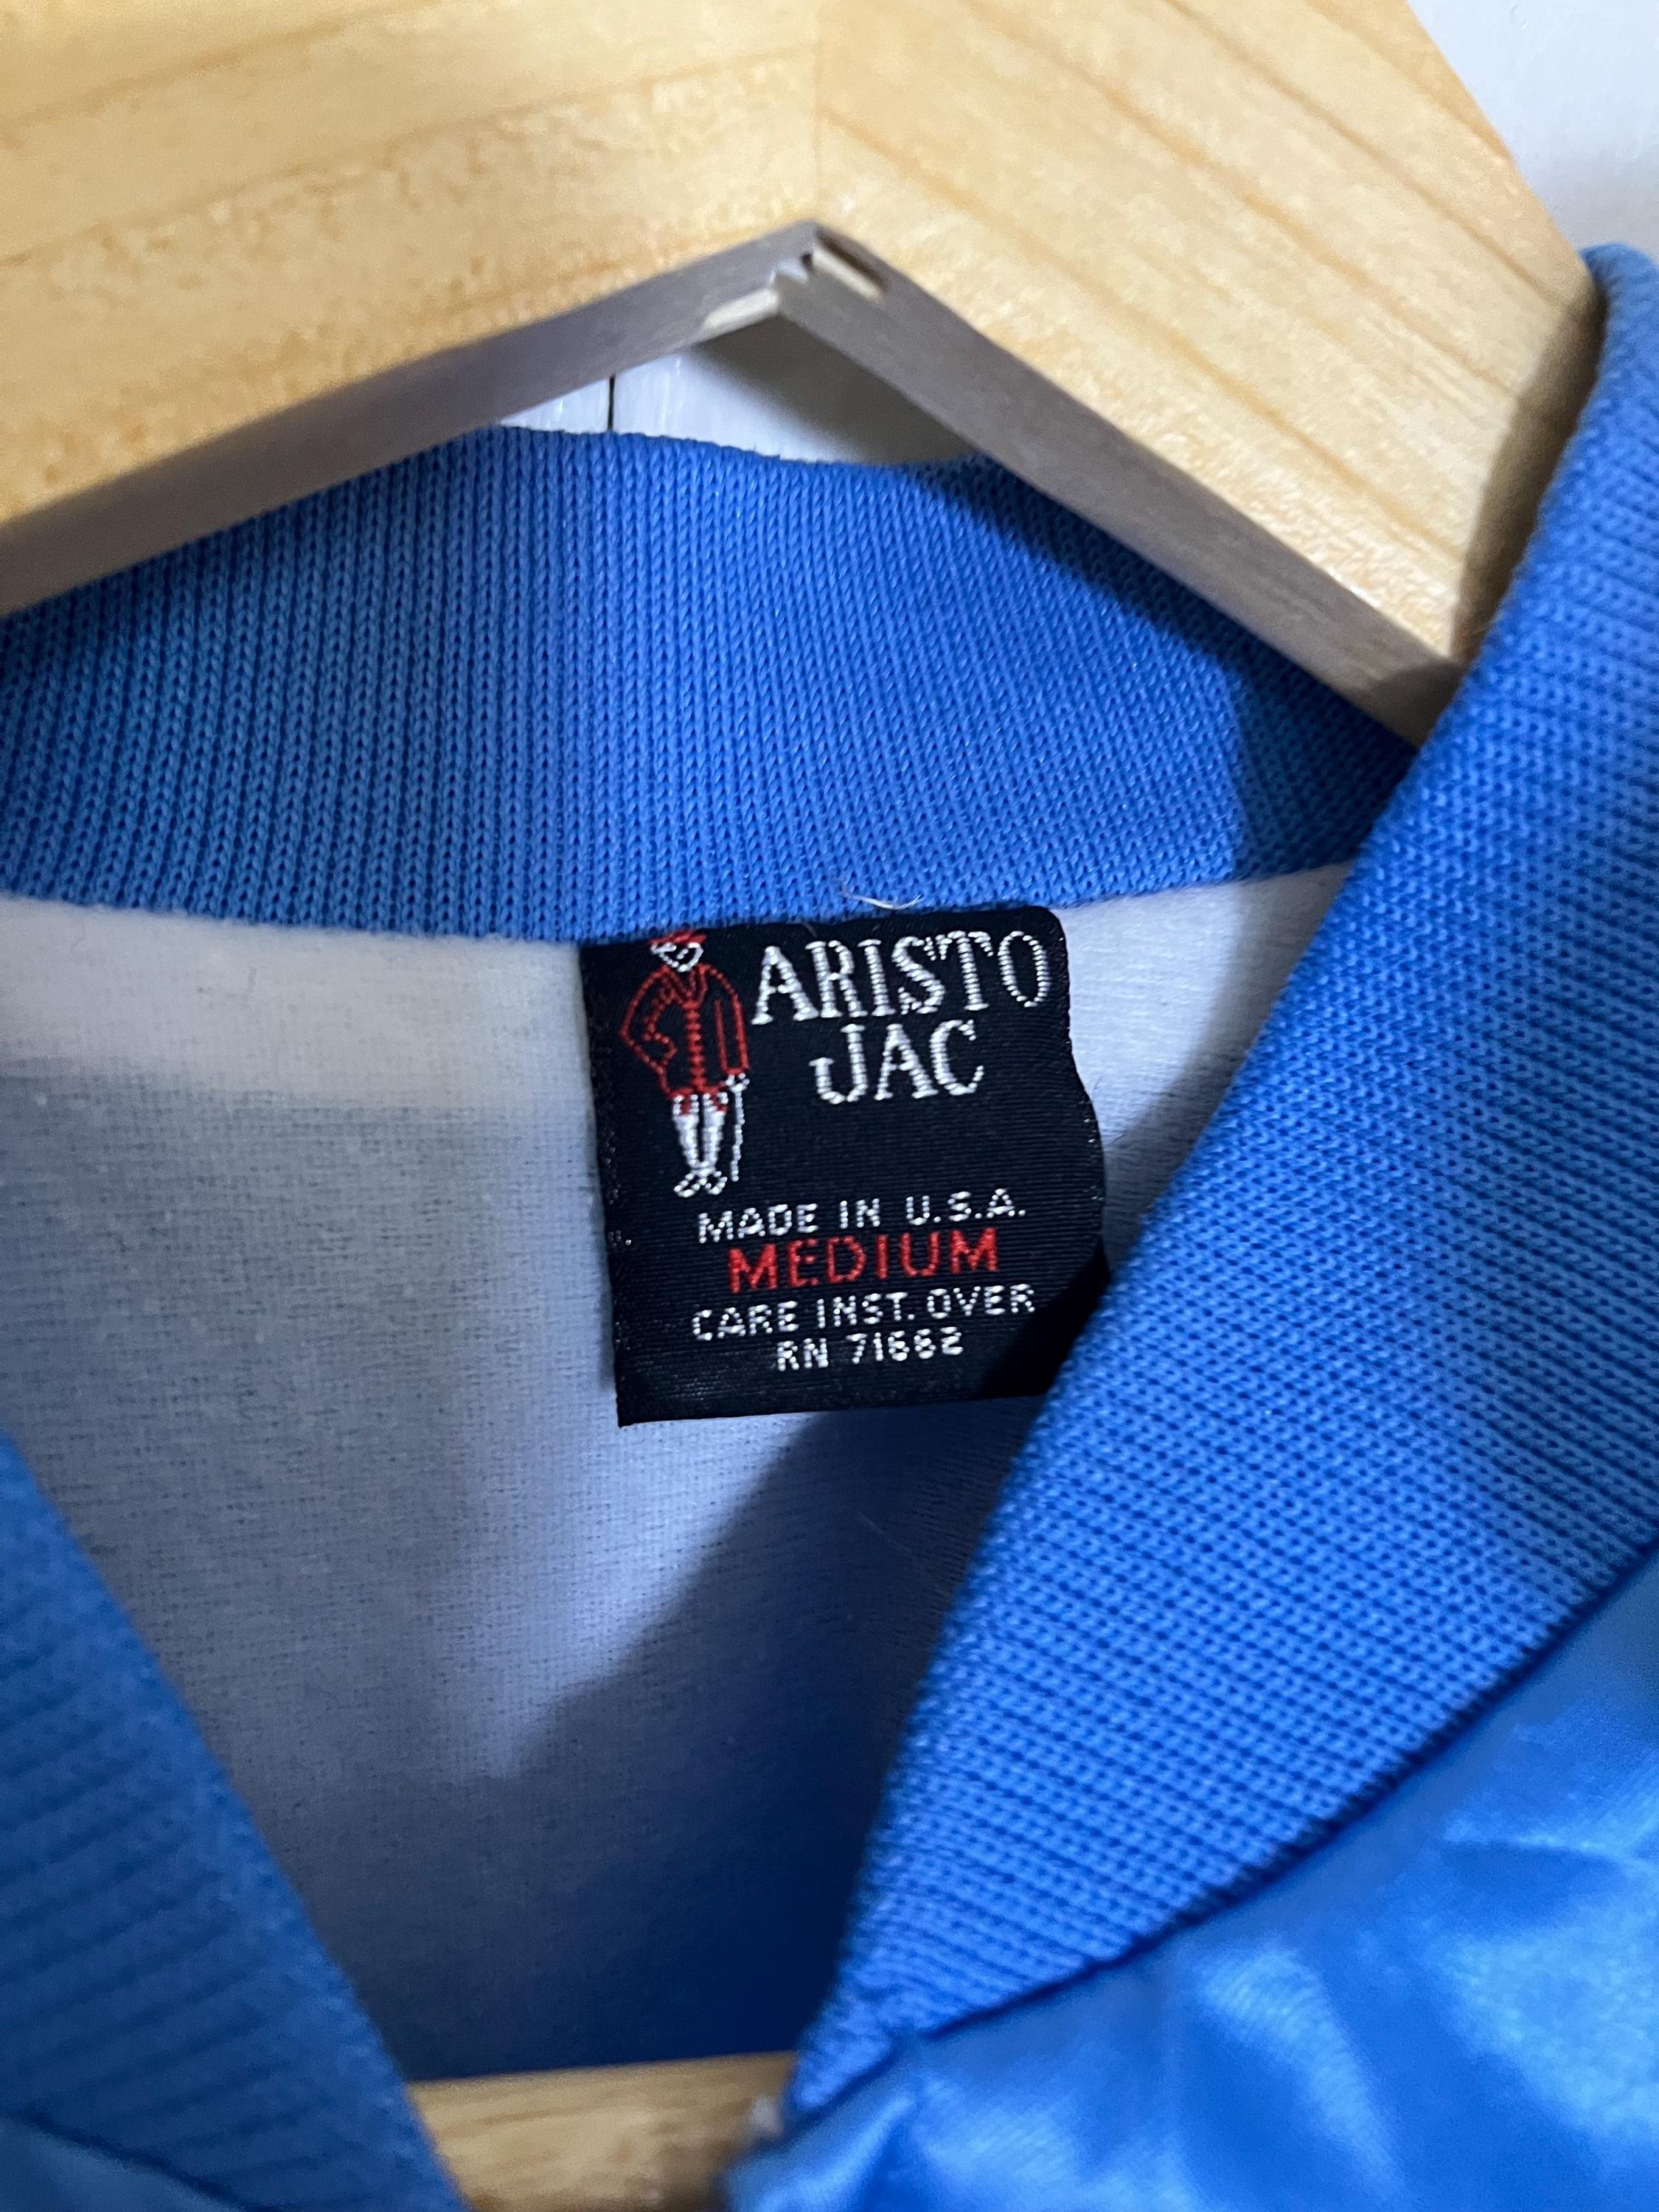 ARISTO
JAC
MADE IN U.S.A.
MEDIUM
CARE INST. OVER
RN 71662